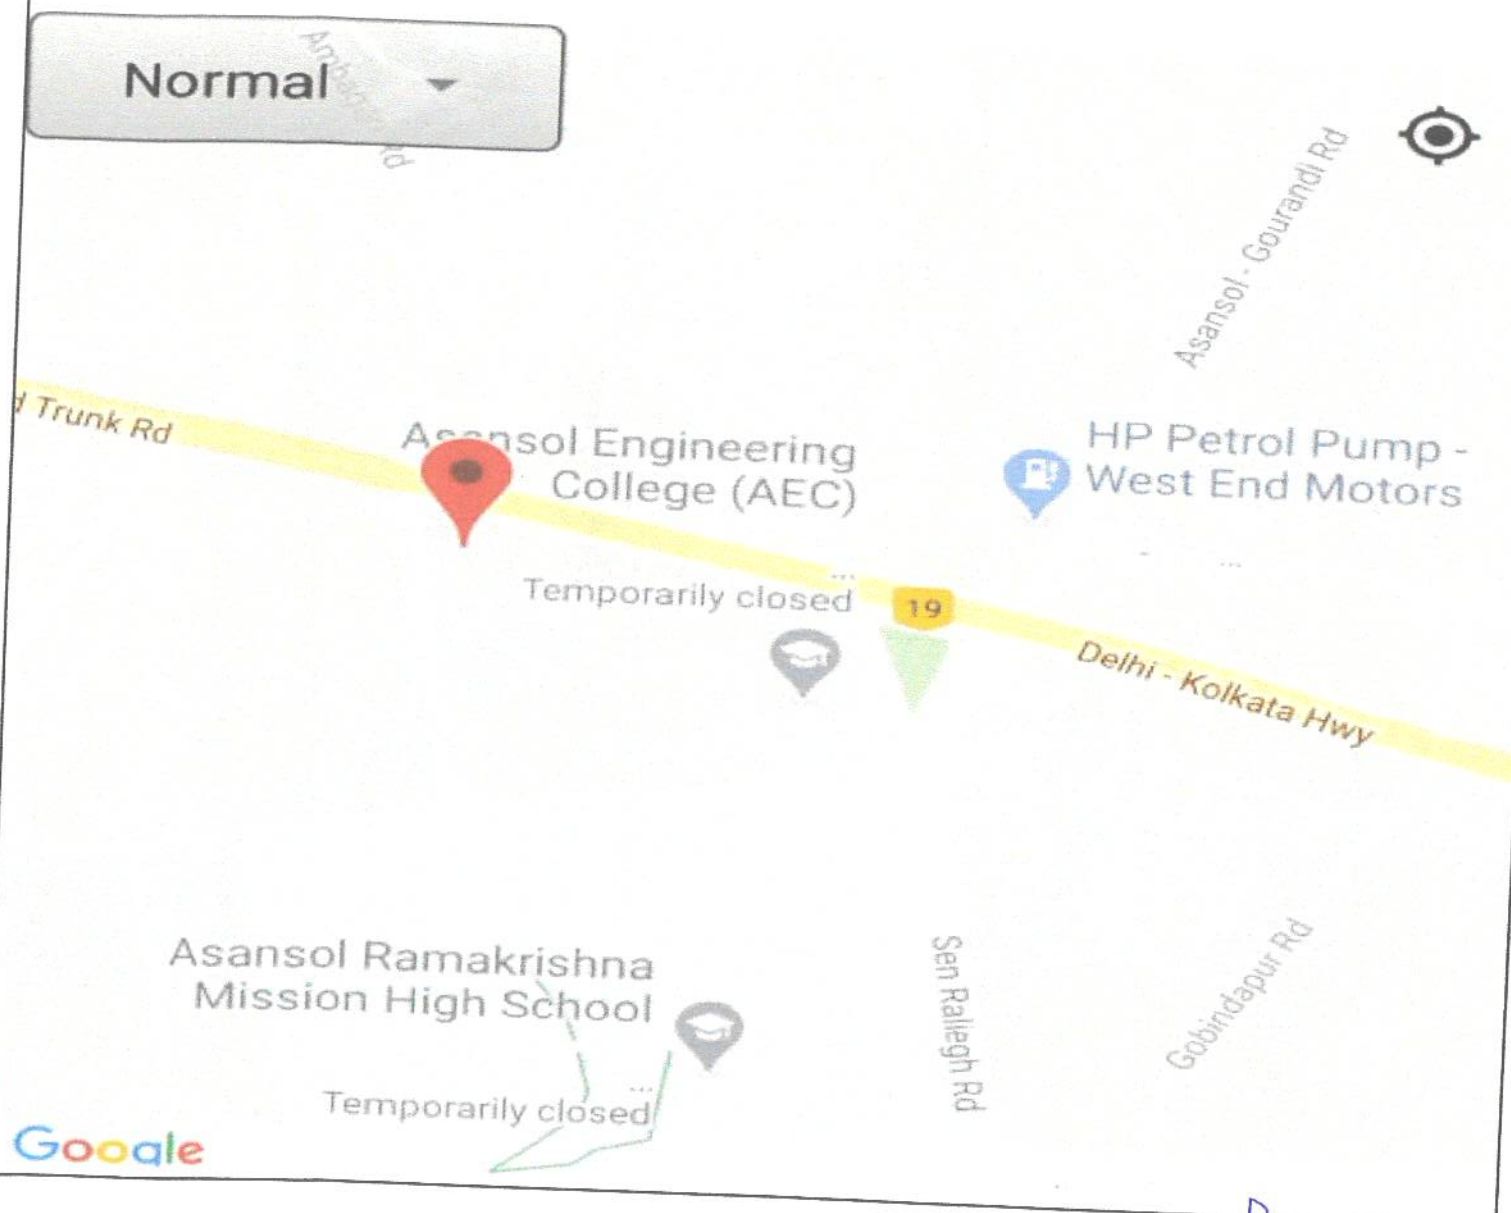 Normal
Rd
Asansol - Gourandi Rd
Trunk Rd
Asansol Engineering
College (AEC)
HP Petrol Pump -
West End Motors
...
Temporarily closed
19
Delhi - Kolkata Hwy
Asansol Ramakrishna
Mission High School
...
Temporarily closed
Sen Raliegh Rd
Gobindapur Rd
Google